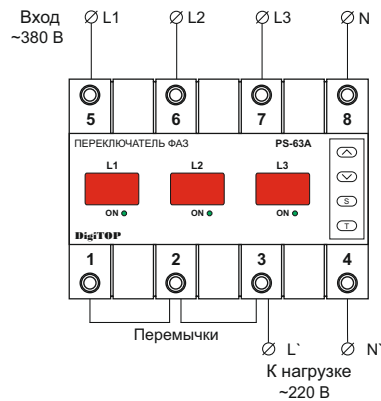 Вход
~380 В
L1 L2 L3 N
5 6 7 8
ПЕРЕКЛЮЧАТЕЛЬ ФАЗ PS-63A
L1 L2 L3
ON ON ON
S
T
DigiTOP
1 2 3 4
Перемычки
L` N`
К нагрузке
~220 В